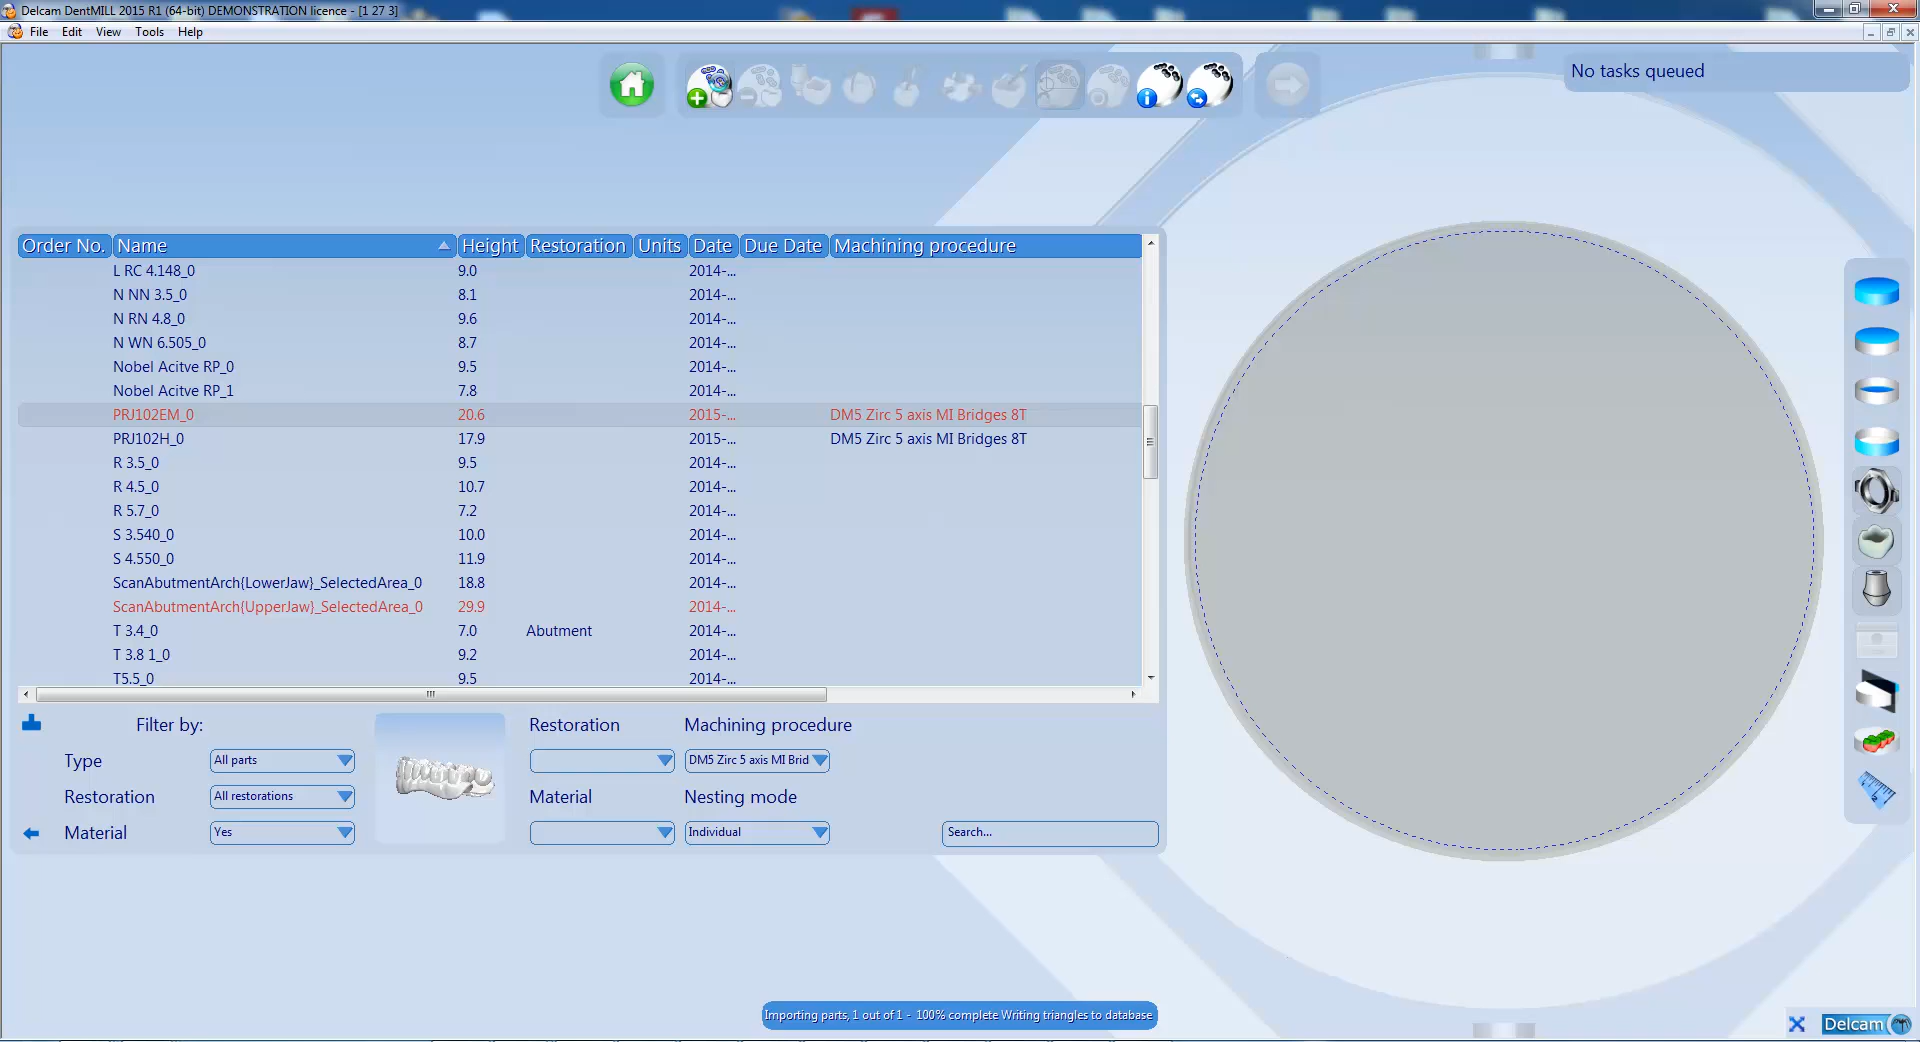 Delcam DentMILL 2015 R1 (64-bit) DEMONSTRATION licence - [1 27 3]
File Edit View Tools Help
No tasks queued
Order No. Name Height Restoration Units Date Due Date Machining procedure
L RC 4.148_0 9.0 2014-...
N NN 3.5_0 8.1 2014-...
N RN 4.8_0 9.6 2014-...
N WN 6.505_0 8.7 2014-...
Nobel Acitve RP_0 9.5 2014-...
Nobel Acitve RP_1 7.8 2014-...
PRJ102EM_0 20.6 2015-... DM5 Zirc 5 axis MI Bridges 8T
PRJ102H_0 17.9 2015-... DM5 Zirc 5 axis MI Bridges 8T
R 3.5_0 9.5 2014-...
R 4.5_0 10.7 2014-...
R 5.7_0 7.2 2014-...
S 3.540_0 10.0 2014-...
S 4.550_0 11.9 2014-...
ScanAbutmentArch{LowerJaw}_SelectedArea_0 18.8 2014-...
ScanAbutmentArch{UpperJaw}_SelectedArea_0 29.9 2014-...
T 3.4_0 7.0 Abutment 2014-...
T 3.8 1_0 9.2 2014-...
T5.5_0 9.5 2014-...
Filter by: Restoration Machining procedure
Type All parts DM5 Zirc 5 axis MI Brid
Restoration All restorations Material Nesting mode
Material Yes Individual Search...
Importing parts, 1 out of 1 - 100% complete Writing triangles to database
Delcam